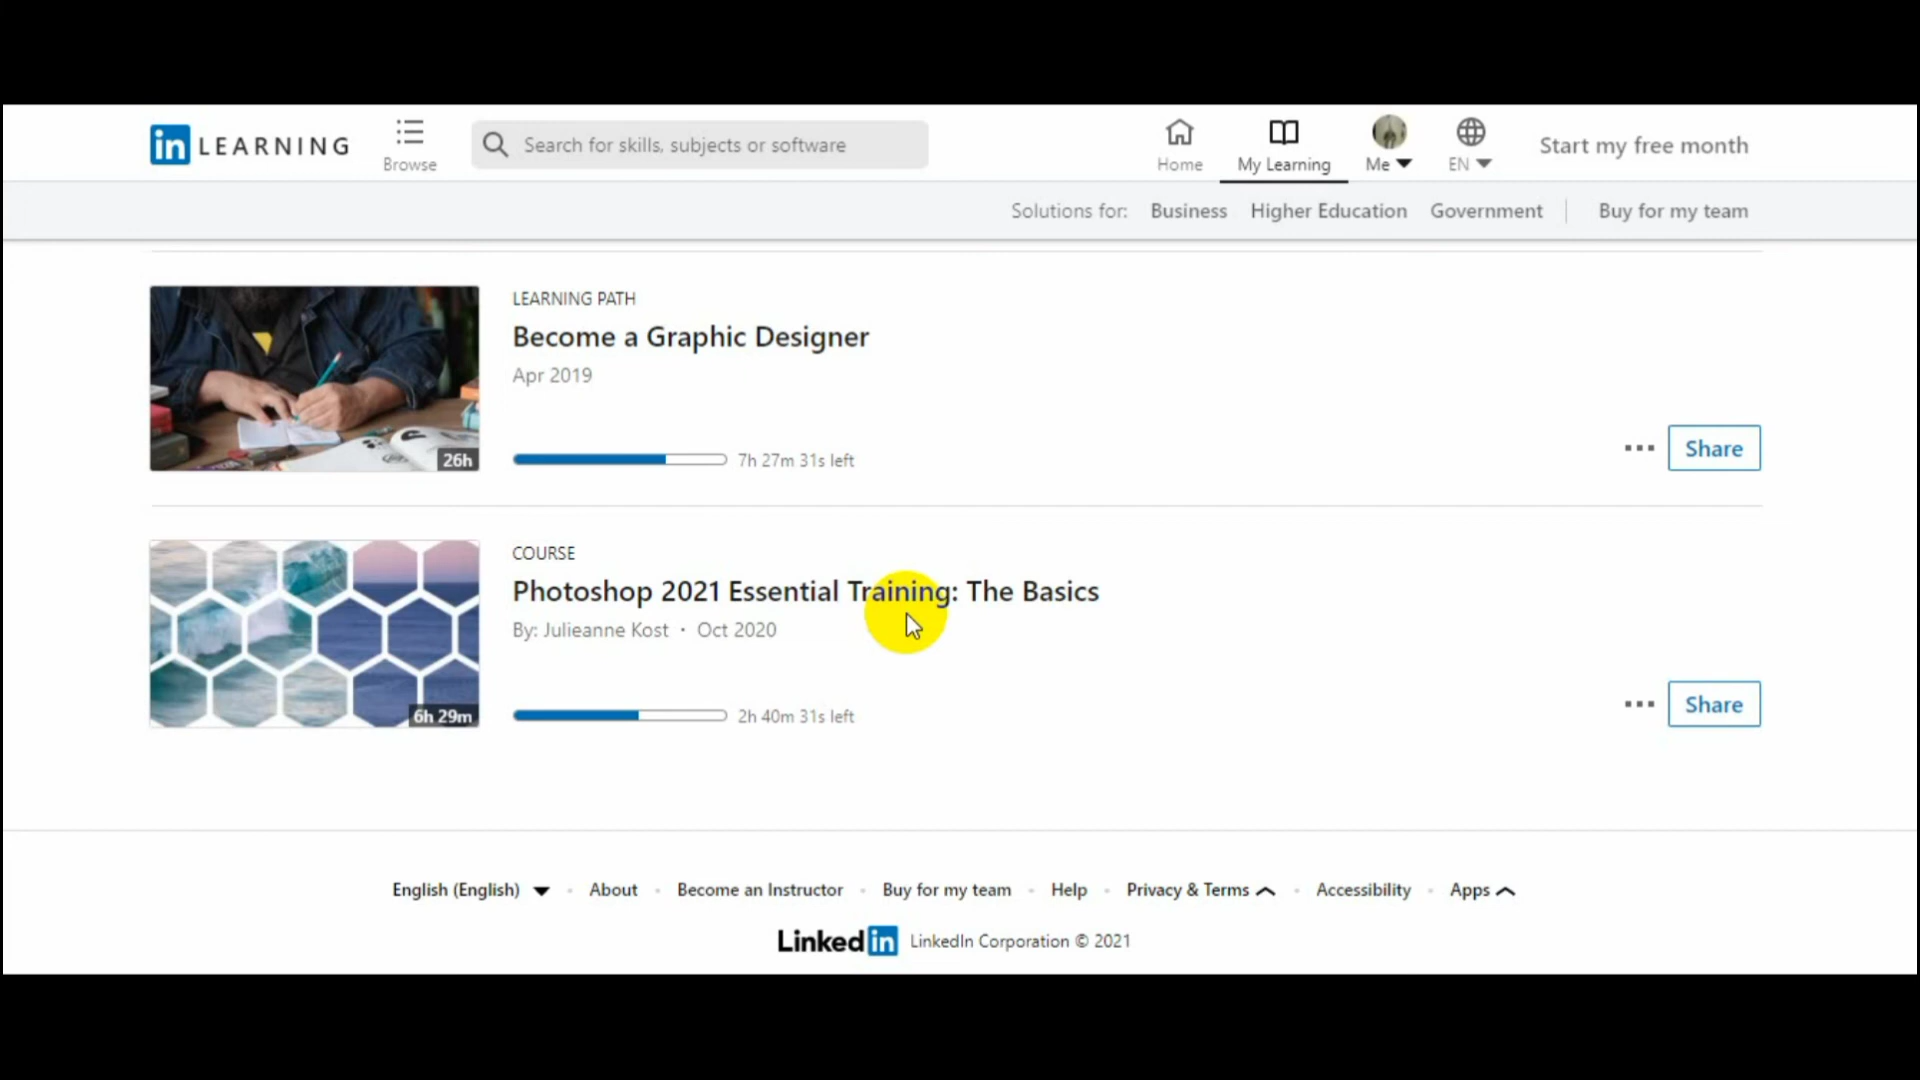 in LEARNING
Browse
Search for skills, subjects or software
Home
My Learning
Me
EN
Start my free month
Solutions for: Business Higher Education Government Buy for my team
LEARNING PATH
Become a Graphic Designer
Apr 2019
26h
7h 27m 31s left
Share
COURSE
Photoshop 2021 Essential Training: The Basics
By: Julieanne Kost · Oct 2020
6h 29m
2h 40m 31s left
Share
English (English) · About · Become an Instructor · Buy for my team · Help · Privacy & Terms · Accessibility · Apps
Linked in LinkedIn Corporation © 2021